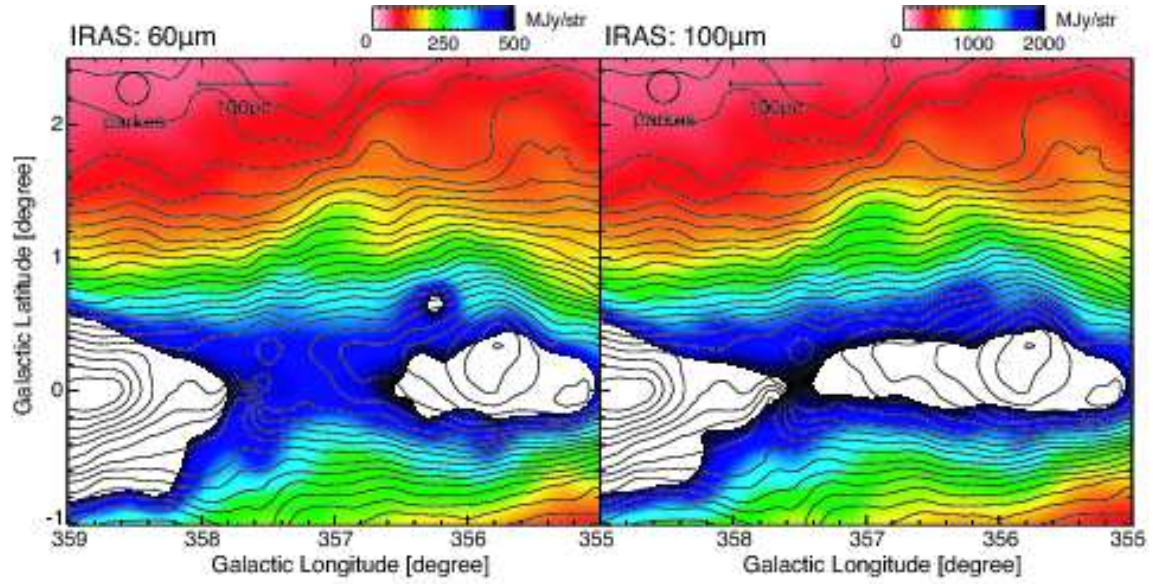 IRAS: 60µm
MJy/str
0 250 500
IRAS: 100µm
MJy/str
0 1000 2000
parkes
100pc
parkes
100pc
2
1
0
-1
Galactic Latitude [degree]
359 358 357 356 355
358 357 356 355
Galactic Longitude [degree]
Galactic Longitude [degree]